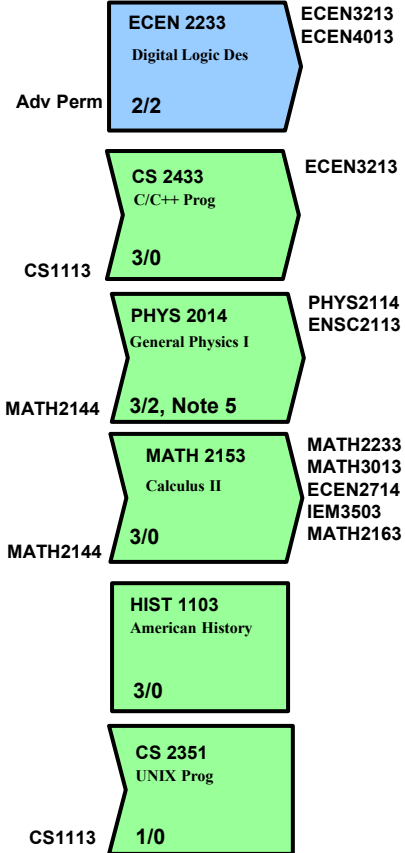 ECEN 2233
Digital Logic Des
2/2
Adv Perm
ECEN3213
ECEN4013
CS 2433
C/C++ Prog
3/0
CS1113
ECEN3213
PHYS 2014
General Physics I
3/2, Note 5
MATH2144
PHYS2114
ENSC2113
MATH 2153
Calculus II
3/0
MATH2144
MATH2233
MATH3013
ECEN2714
IEM3503
MATH2163
HIST 1103
American History
3/0
CS 2351
UNIX Prog
1/0
CS1113